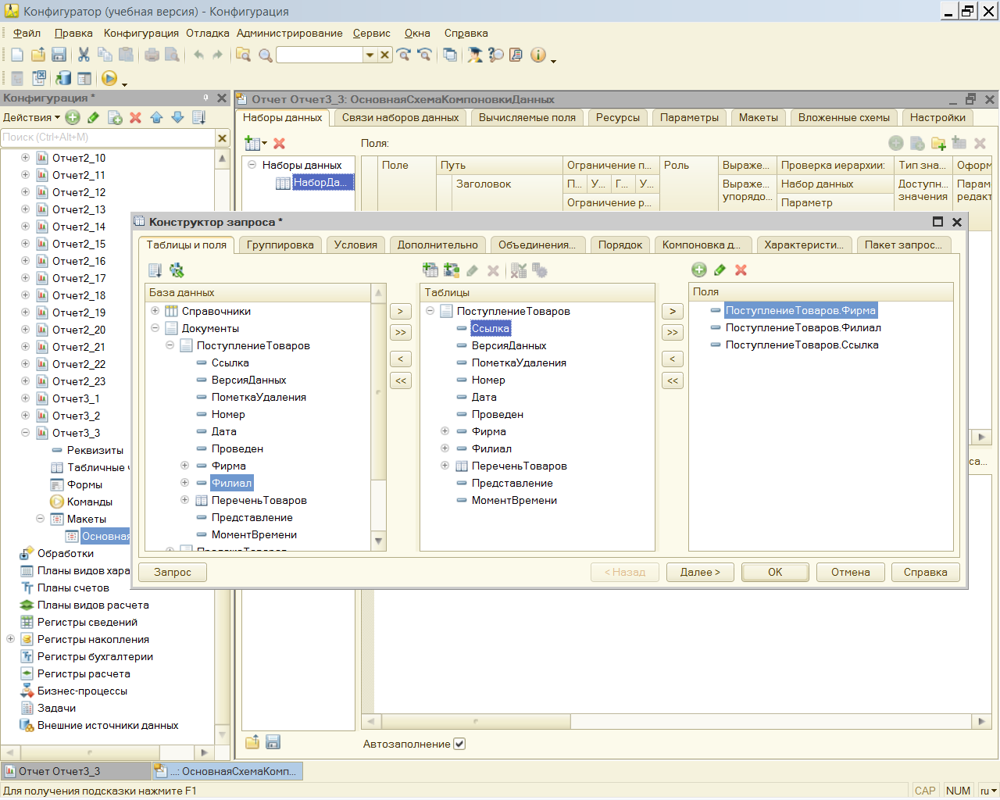 Конфигуратор (учебная версия) - Конфигурация
Файл Правка Конфигурация Отладка Администрирование Сервис Окна Справка
Конфигурация *
Действия
Поиск (Ctrl+Alt+M)
Отчет2_10
Отчет2_11
Отчет2_12
Отчет2_13
Отчет2_14
Отчет2_15
Отчет2_16
Отчет2_17
Отчет2_18
Отчет2_19
Отчет2_20
Отчет2_21
Отчет2_22
Отчет2_23
Отчет3_1
Отчет3_2
Отчет3_3
Реквизиты
Табличные
Формы
Команды
Макеты
Основная
Обработки
Планы видов хара
Планы счетов
Планы видов расчета
Регистры сведений
Регистры накопления
Регистры бухгалтерии
Регистры расчета
Бизнес-процессы
Задачи
Внешние источники данных
Отчет Отчет3_3: ОсновнаяСхемаКомпоновкиДанных
Наборы данных Связи наборов данных Вычисляемые поля Ресурсы Параметры Макеты Вложенные схемы Настройки
Поля:
Наборы данных
НаборДа...
Поле Путь Ограничение п... Роль Выраже... Проверка иерархии: Тип зна... Оформ
Заголовок П... У... Г... У... Выраже... упорядо... Набор данных Доступн... значения Парам редакт
Ограничение р... Параметр
са...
Автозаполнение
Конструктор запроса *
Таблицы и поля Группировка Условия Дополнительно Объединения... Порядок Компоновка д... Характеристи... Пакет запрос...
База данных
Справочники
Документы
ПоступлениеТоваров
Ссылка
ВерсияДанных
ПометкаУдаления
Номер
Дата
Проведен
Фирма
Филиал
ПереченьТоваров
Представление
МоментВремени
ПродажаТоваров
> >> < <<
Таблицы
ПоступлениеТоваров
Ссылка
ВерсияДанных
ПометкаУдаления
Номер
Дата
Проведен
Фирма
Филиал
ПереченьТоваров
Представление
МоментВремени
> >> < <<
Поля
ПоступлениеТоваров.Фирма
ПоступлениеТоваров.Филиал
ПоступлениеТоваров.Ссылка
Запрос < Назад Далее > ОК Отмена Справка
Отчет Отчет3_3 ...: ОсновнаяСхемаКомп...
Для получения подсказки нажмите F1 CAP NUM ru